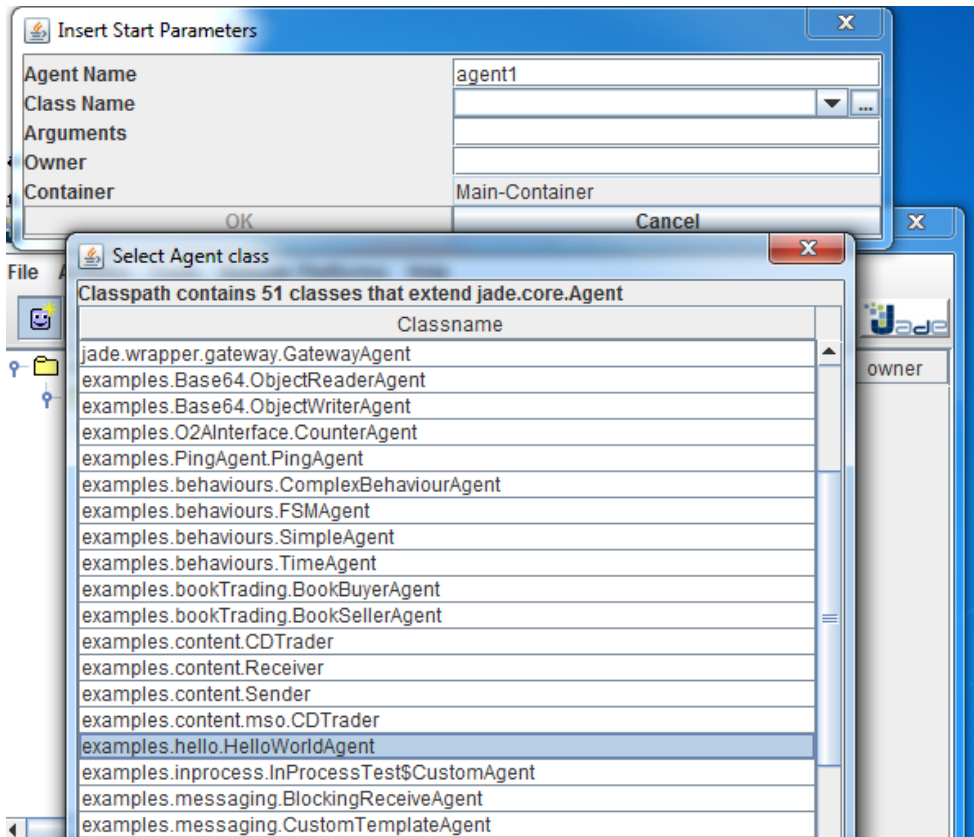 Insert Start Parameters
Agent Name agent1
Class Name ...
Arguments
Owner
Container Main-Container
OK Cancel
Select Agent class
File
Classpath contains 51 classes that extend jade.core.Agent
Classname
Jade
owner
jade.wrapper.gateway.GatewayAgent
examples.Base64.ObjectReaderAgent
examples.Base64.ObjectWriterAgent
examples.O2AInterface.CounterAgent
examples.PingAgent.PingAgent
examples.behaviours.ComplexBehaviourAgent
examples.behaviours.FSMAgent
examples.behaviours.SimpleAgent
examples.behaviours.TimeAgent
examples.bookTrading.BookBuyerAgent
examples.bookTrading.BookSellerAgent
examples.content.CDTrader
examples.content.Receiver
examples.content.Sender
examples.content.mso.CDTrader
examples.hello.HelloWorldAgent
examples.inprocess.InProcessTest$CustomAgent
examples.messaging.BlockingReceiveAgent
examples.messaging.CustomTemplateAgent